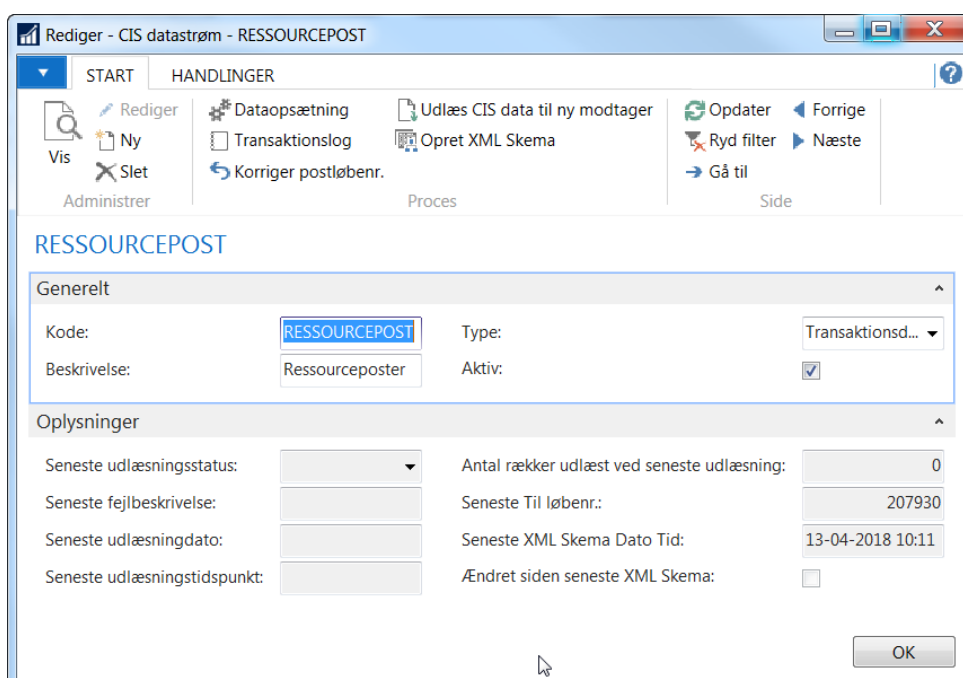 Rediger - CIS datastrøm - RESSOURCEPOST
START HANDLINGER
Vis
Rediger
Ny
Slet
Administrer
Dataopsætning
Transaktionslog
Korriger postløbenr.
Udlæs CIS data til ny modtager
Opret XML Skema
Proces
Opdater
Ryd filter
Gå til
Forrige
Næste
Side
RESSOURCEPOST
Generelt
Kode: RESSOURCEPOST Type: Transaktionsd...
Beskrivelse: Ressourceposter Aktiv:
Oplysninger
Seneste udlæsningsstatus: Antal rækker udlæst ved seneste udlæsning: 0
Seneste fejlbeskrivelse: Seneste Til løbenr.: 207930
Seneste udlæsningdato: Seneste XML Skema Dato Tid: 13-04-2018 10:11
Seneste udlæsningstidspunkt: Ændret siden seneste XML Skema:
OK